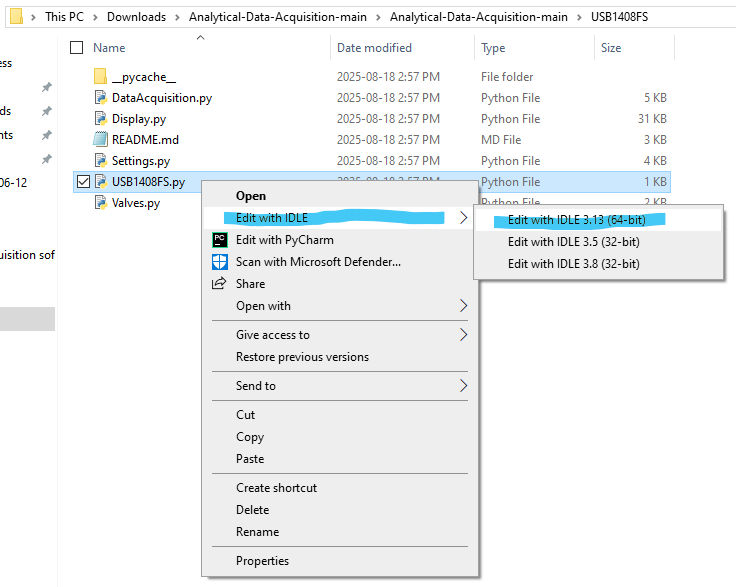 This PC > Downloads > Analytical-Data-Acquisition-main > Analytical-Data-Acquisition-main > USB1408FS
Name Date modified Type Size
ess
__pycache__ 2025-08-18 2:57 PM File folder
DataAcquisition.py 2025-08-18 2:57 PM Python File 5 KB
ds
Display.py 2025-08-18 2:57 PM Python File 31 KB
nts
README.md 2025-08-18 2:57 PM MD File 3 KB
Settings.py 2025-08-18 2:57 PM Python File 4 KB
06-12
USB1408FS.py 2025-08-18 2:57 PM Python File 1 KB
Valves.py Python File 2 KB
uisition sof
Open
Edit with IDLE
Edit with PyCharm
Scan with Microsoft Defender...
Share
Open with
Give access to
Restore previous versions
Send to
Cut
Copy
Paste
Create shortcut
Delete
Rename
Properties
Edit with IDLE 3.13 (64-bit)
Edit with IDLE 3.5 (32-bit)
Edit with IDLE 3.8 (32-bit)
PC